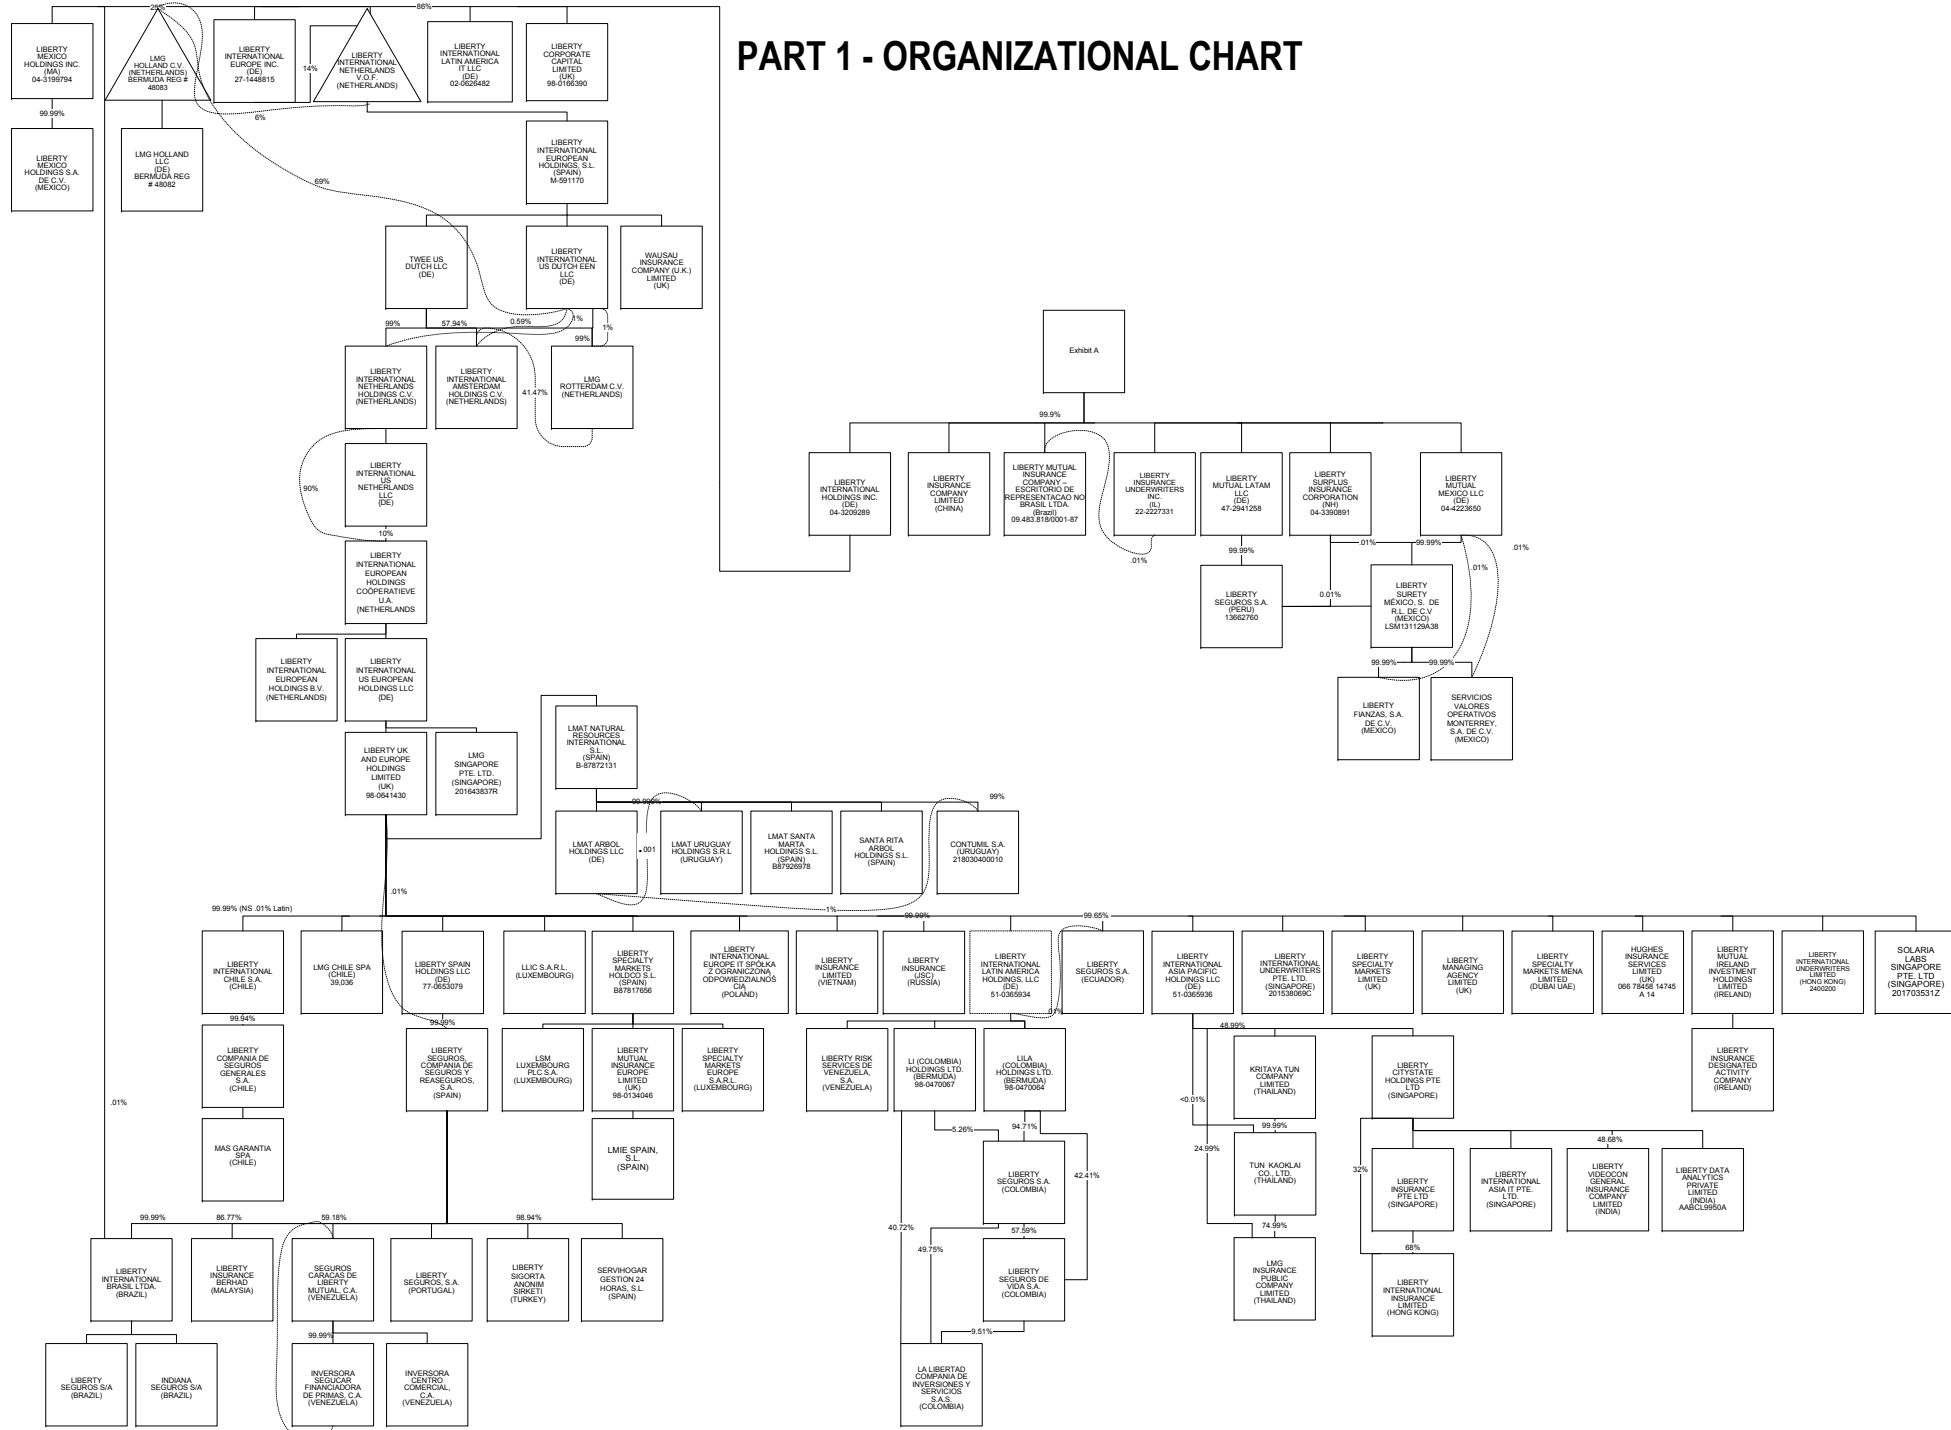 PART 1 - ORGANIZATIONAL CHART
25%
86%
LIBERTY
MEXICO
HOLDINGS INC.
(MA)
04-3199794
LMG
HOLLAND C.V.
(NETHERLANDS)
BERMUDA REG #
48083
LIBERTY
INTERNATIONAL
EUROPE INC.
(DE)
27-1448815
14%
LIBERTY
INTERNATIONAL
NETHERLANDS
V.O.F.
(NETHERLANDS)
LIBERTY
INTERNATIONAL
LATIN AMERICA
IT LLC
(DE)
02-0626482
LIBERTY
CORPORATE
CAPITAL
LIMITED
(UK)
98-0166390
99.99%
6%
LIBERTY
MEXICO
HOLDINGS S.A.
DE C.V.
(MEXICO)
LMG HOLLAND
LLC
(DE)
BERMUDA REG
# 48082
LIBERTY
INTERNATIONAL
EUROPEAN
HOLDINGS, S.L.
(SPAIN)
M-591170
69%
TWEE US
DUTCH LLC
(DE)
LIBERTY
INTERNATIONAL
US DUTCH EEN
LLC
(DE)
WAUSAU
INSURANCE
COMPANY (U.K.)
LIMITED
(UK)
99%
57.94%
0.59%
1%
1%
99%
LIBERTY
INTERNATIONAL
NETHERLANDS
HOLDINGS C.V.
(NETHERLANDS)
LIBERTY
INTERNATIONAL
AMSTERDAM
HOLDINGS C.V.
(NETHERLANDS)
41.47%
LMG
ROTTERDAM C.V.
(NETHERLANDS)
Exhibit A
99.9%
90%
LIBERTY
INTERNATIONAL
US
NETHERLANDS
LLC
(DE)
10%
LIBERTY
INTERNATIONAL
HOLDINGS INC.
(DE)
04-3209289
LIBERTY
INSURANCE
COMPANY
LIMITED
(CHINA)
LIBERTY MUTUAL
INSURANCE
COMPANY –
ESCRITORIO DE
REPRESENTACAO NO
BRASIL LTDA.
(Brazil)
09.483.818/0001-87
LIBERTY
INSURANCE
UNDERWRITERS
INC.
(IL)
22-2227331
LIBERTY
MUTUAL LATAM
LLC
(DE)
47-2941258
LIBERTY
SURPLUS
INSURANCE
CORPORATION
(NH)
04-3390891
LIBERTY
MUTUAL
MEXICO LLC
(DE)
04-4223650
.01%
99.99%
.01%
99.99%
.01%
.01%
0.01%
LIBERTY
INTERNATIONAL
EUROPEAN
HOLDINGS
COÖPERATIEVE
U.A.
(NETHERLANDS
LIBERTY
SEGUROS S.A.
(PERU)
13662760
LIBERTY
SURETY
MÉXICO, S. DE
R.L. DE C.V
(MEXICO)
LSM131129A38
99.99%
99.99%
LIBERTY
INTERNATIONAL
EUROPEAN
HOLDINGS B.V.
(NETHERLANDS)
LIBERTY
INTERNATIONAL
US EUROPEAN
HOLDINGS LLC
(DE)
LIBERTY
FIANZAS, S.A.
DE C.V.
(MEXICO)
SERVICIOS
VALORES
OPERATIVOS
MONTERREY,
S.A. DE C.V.
(MEXICO)
LIBERTY UK
AND EUROPE
HOLDINGS
LIMITED
(UK)
98-0641430
LMG
SINGAPORE
PTE. LTD.
(SINGAPORE)
201643837R
LMAT NATURAL
RESOURCES
INTERNATIONAL
S.L.
(SPAIN)
B-87872131
99.999%
99%
LMAT ARBOL
HOLDINGS LLC
(DE)
.001
LMAT URUGUAY
HOLDINGS S.R.L
(URUGUAY)
LMAT SANTA
MARTA
HOLDINGS S.L.
(SPAIN)
B87926978
SANTA RITA
ARBOL
HOLDINGS S.L.
(SPAIN)
CONTUMIL S.A.
(URUGUAY)
218030400010
.01%
1%
99.99% (NS .01% Latin)
99.99%
99.65%
LIBERTY
INTERNATIONAL
CHILE S.A.
(CHILE)
LMG CHILE SPA
(CHILE)
39,036
LIBERTY SPAIN
HOLDINGS LLC
(DE)
77-0653079
LLIC S.A.R.L.
(LUXEMBOURG)
LIBERTY
SPECIALTY
MARKETS
HOLDCO S.L.
(SPAIN)
B87817656
LIBERTY
INTERNATIONAL
EUROPE IT SPÓŁKA
Z OGRANICZONĄ
ODPOWIEDZIALNOŚ
CIĄ
(POLAND)
LIBERTY
INSURANCE
LIMITED
(VIETNAM)
LIBERTY
INSURANCE
(JSC)
(RUSSIA)
LIBERTY
INTERNATIONAL
LATIN AMERICA
HOLDINGS, LLC
(DE)
51-0365934
LIBERTY
SEGUROS S.A.
(ECUADOR)
LIBERTY
INTERNATIONAL
ASIA PACIFIC
HOLDINGS LLC
(DE)
51-0365936
LIBERTY
INTERNATIONAL
UNDERWRITERS
PTE. LTD.
(SINGAPORE)
201538069C
LIBERTY
SPECIALTY
MARKETS
LIMITED
(UK)
LIBERTY
MANAGING
AGENCY
LIMITED
(UK)
LIBERTY
SPECIALTY
MARKETS MENA
LIMITED
(DUBAI UAE)
HUGHES
INSURANCE
SERVICES
LIMITED
(UK)
066 78458 14745
A 14
LIBERTY
MUTUAL
IRELAND
INVESTMENT
HOLDINGS
LIMITED
(IRELAND)
LIBERTY
INTERNATIONAL
UNDERWRITERS
LIMITED
(HONG KONG)
2400200
SOLARIA
LABS
SINGAPORE
PTE. LTD
(SINGAPORE)
201703531Z
99.94%
99.99%
.01%
48.99%
LIBERTY
COMPANIA DE
SEGUROS
GENERALES
S.A.
(CHILE)
LIBERTY
SEGUROS,
COMPANIA DE
SEGUROS Y
REASEGUROS,
S.A.
(SPAIN)
LSM
LUXEMBOURG
PLC S.A.
(LUXEMBOURG)
LIBERTY
MUTUAL
INSURANCE
EUROPE
LIMITED
(UK)
98-0134046
LIBERTY
SPECIALTY
MARKETS
EUROPE
S.A.R.L.
(LUXEMBOURG)
LIBERTY RISK
SERVICES DE
VENEZUELA,
S.A.
(VENEZUELA)
LI (COLOMBIA)
HOLDINGS LTD.
(BERMUDA)
98-0470067
LILA
(COLOMBIA)
HOLDINGS LTD.
(BERMUDA)
98-0470064
KRITAYA TUN
COMPANY
LIMITED
(THAILAND)
LIBERTY
CITYSTATE
HOLDINGS PTE
LTD
(SINGAPORE)
LIBERTY
INSURANCE
DESIGNATED
ACTIVITY
COMPANY
(IRELAND)
.01%
<0.01%
5.26%
94.71%
99.99%
48.68%
MAS GARANTIA
SPA
(CHILE)
LMIE SPAIN,
S.L.
(SPAIN)
LIBERTY
SEGUROS S.A.
(COLOMBIA)
42.41%
24.99%
TUN KAOKLAI
CO., LTD.
(THAILAND)
32%
LIBERTY
INSURANCE
PTE LTD
(SINGAPORE)
LIBERTY
INTERNATIONAL
ASIA IT PTE.
LTD.
(SINGAPORE)
LIBERTY
VIDEOCON
GENERAL
INSURANCE
COMPANY
LIMITED
(INDIA)
LIBERTY DATA
ANALYTICS
PRIVATE
LIMITED
(INDIA)
AABCL9950A
99.99%
86.77%
59.18%
98.94%
40.72%
49.75%
57.59%
74.99%
68%
LIBERTY
INTERNATIONAL
BRASIL LTDA.
(BRAZIL)
LIBERTY
INSURANCE
BERHAD
(MALAYSIA)
SEGUROS
CARACAS DE
LIBERTY
MUTUAL, C.A.
(VENEZUELA)
LIBERTY
SEGUROS, S.A.
(PORTUGAL)
LIBERTY
SIGORTA
ANONIM
SIRKETI
(TURKEY)
SERVIHOGAR
GESTION 24
HORAS, S.L.
(SPAIN)
LIBERTY
SEGUROS DE
VIDA S.A.
(COLOMBIA)
LMG
INSURANCE
PUBLIC
COMPANY
LIMITED
(THAILAND)
LIBERTY
INTERNATIONAL
INSURANCE
LIMITED
(HONG KONG)
99.99%
9.51%
LIBERTY
SEGUROS S/A
(BRAZIL)
INDIANA
SEGUROS S/A
(BRAZIL)
INVERSORA
SEGUCAR
FINANCIADORA
DE PRIMAS, C.A.
(VENEZUELA)
INVERSORA
CENTRO
COMERCIAL,
C.A.
(VENEZUELA)
LA LIBERTAD
COMPANIA DE
INVERSIONES Y
SERVICIOS
S.A.S.
(COLOMBIA)